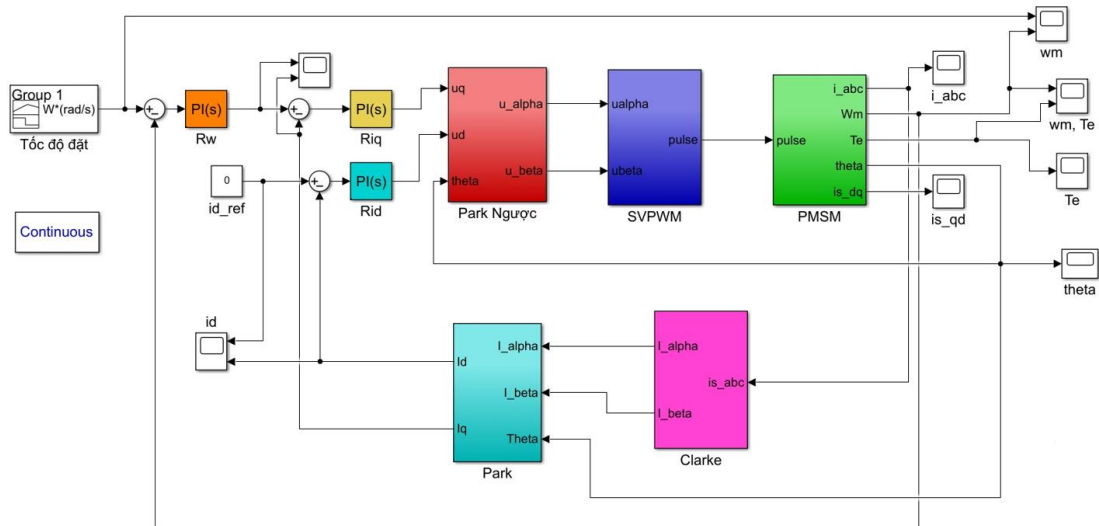 Group 1
W*(rad/s)
Tốc độ đặt
PI(s)
Rw
PI(s)
Riq
0
id_ref
PI(s)
Rid
uq
ud
theta
u_alpha
u_beta
Park Ngược
ualpha
ubeta
pulse
SVPWM
pulse
i_abc
Wm
Te
theta
is_dq
PMSM
wm
i_abc
wm, Te
Te
is_qd
theta
Continuous
id
Id
Iq
I_alpha
I_beta
Theta
Park
I_alpha
I_beta
is_abc
Clarke